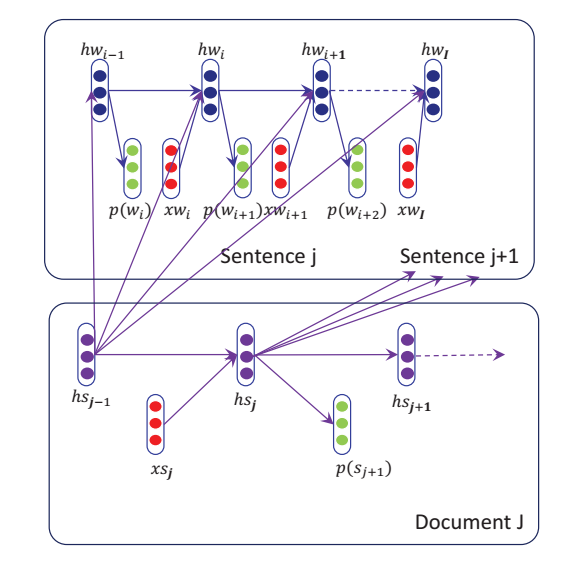 hw_{i−1} hw_i hw_{i+1} hw_I
p(w_i) xw_i p(w_{i+1}) xw_{i+1} p(w_{i+2}) xw_I
Sentence j Sentence j+1
hs_{j−1} hs_j hs_{j+1}
xs_j p(s_{j+1})
Document J